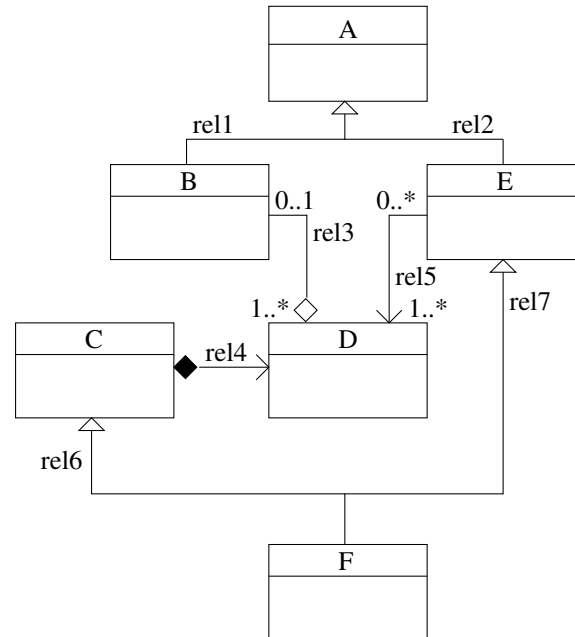 A
rel1
rel2
B
E
0..1
0..*
rel3
rel5
rel7
1..*
1..*
C
rel4
D
rel6
F